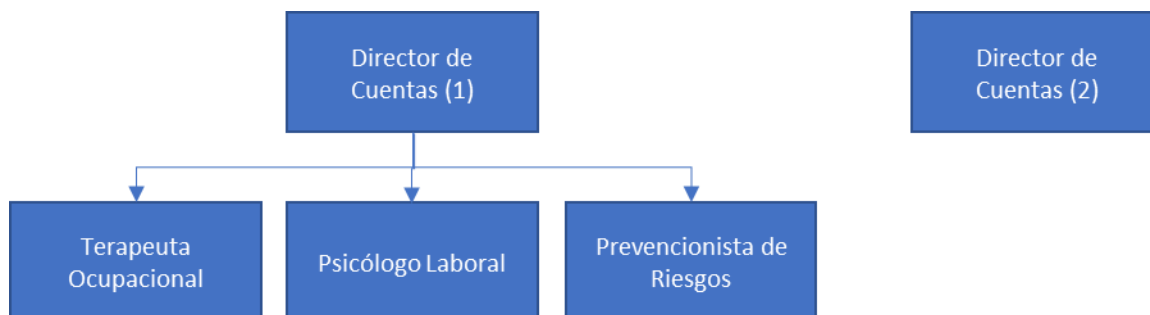 Director de
Cuentas (1)
Director de
Cuentas (2)
Terapeuta
Ocupacional
Psicólogo Laboral
Prevencionista de
Riesgos